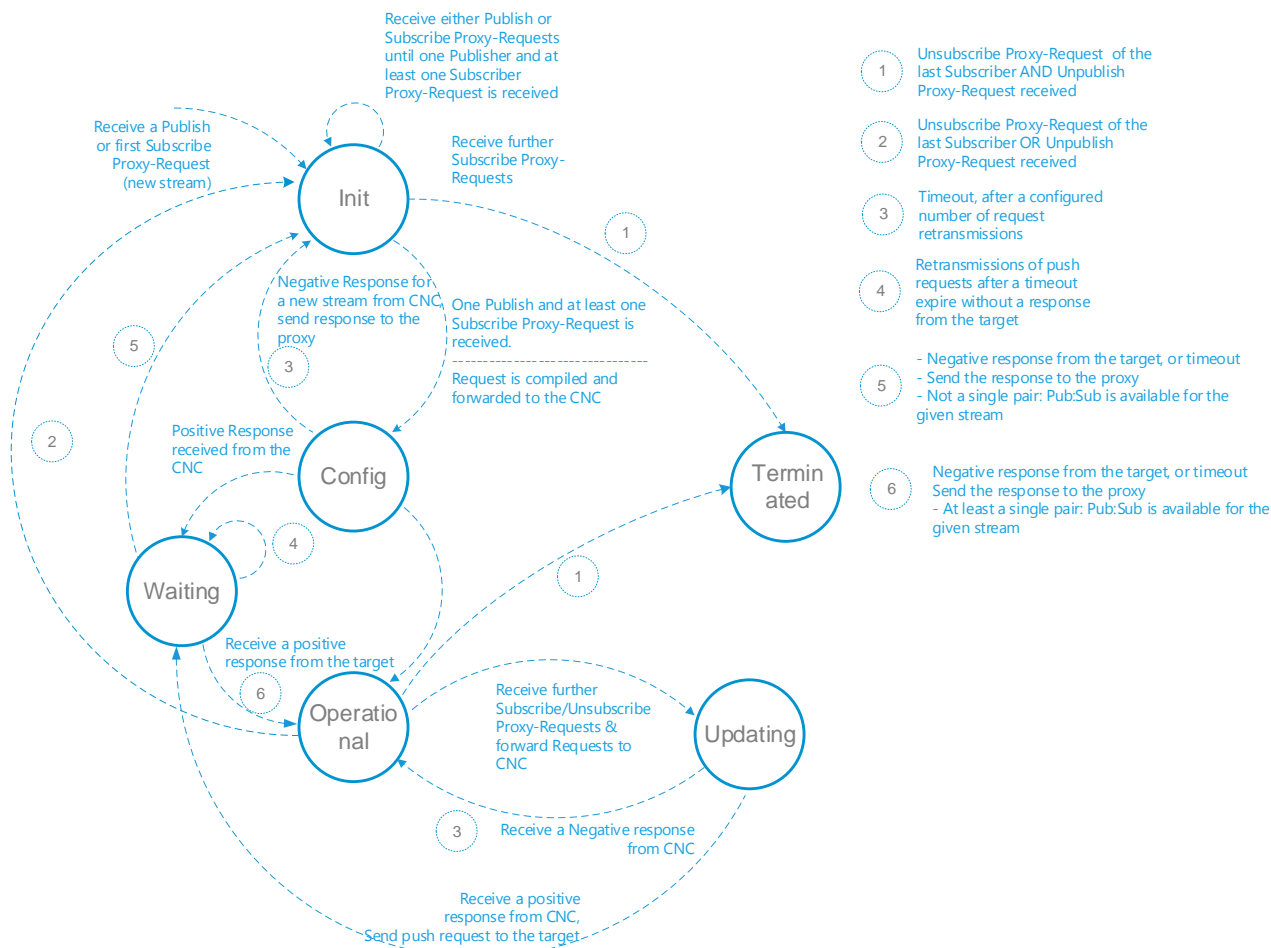 Receive either Publish or
Subscribe Proxy-Requests
until one Publisher and at
least one Subscriber
Proxy-Request is received
Receive a Publish
or first Subscribe
Proxy-Request
(new stream)
Receive further
Subscribe Proxy-
Requests
Init
1
Negative Response for
a new stream from CNC,
send response to the
proxy
3
One Publish and at least one
Subscribe Proxy-Request is
received.
Request is compiled and
forwarded to the CNC
5
2
Positive Response
received from the
CNC
Config
Termin
ated
4
Waiting
1
Receive a positive
response from the target
6
Operatio
nal
Receive further
Subscribe/Unsubscribe
Proxy-Requests &
forward Requests to
CNC
Updating
3
Receive a Negative response
from CNC
Receive a positive
response from CNC,
Send push request to the target
1
Unsubscribe Proxy-Request of the
last Subscriber AND Unpublish
Proxy-Request received
2
Unsubscribe Proxy-Request of the
last Subscriber OR Unpublish
Proxy-Request received
3
Timeout, after a configured
number of request
retransmissions
4
Retransmissions of push
requests after a timeout
expire without a response
from the target
5
- Negative response from the target, or timeout
- Send the response to the proxy
- Not a single pair: Pub:Sub is available for the
given stream
6
Negative response from the target, or timeout
Send the response to the proxy
- At least a single pair: Pub:Sub is available for the
given stream